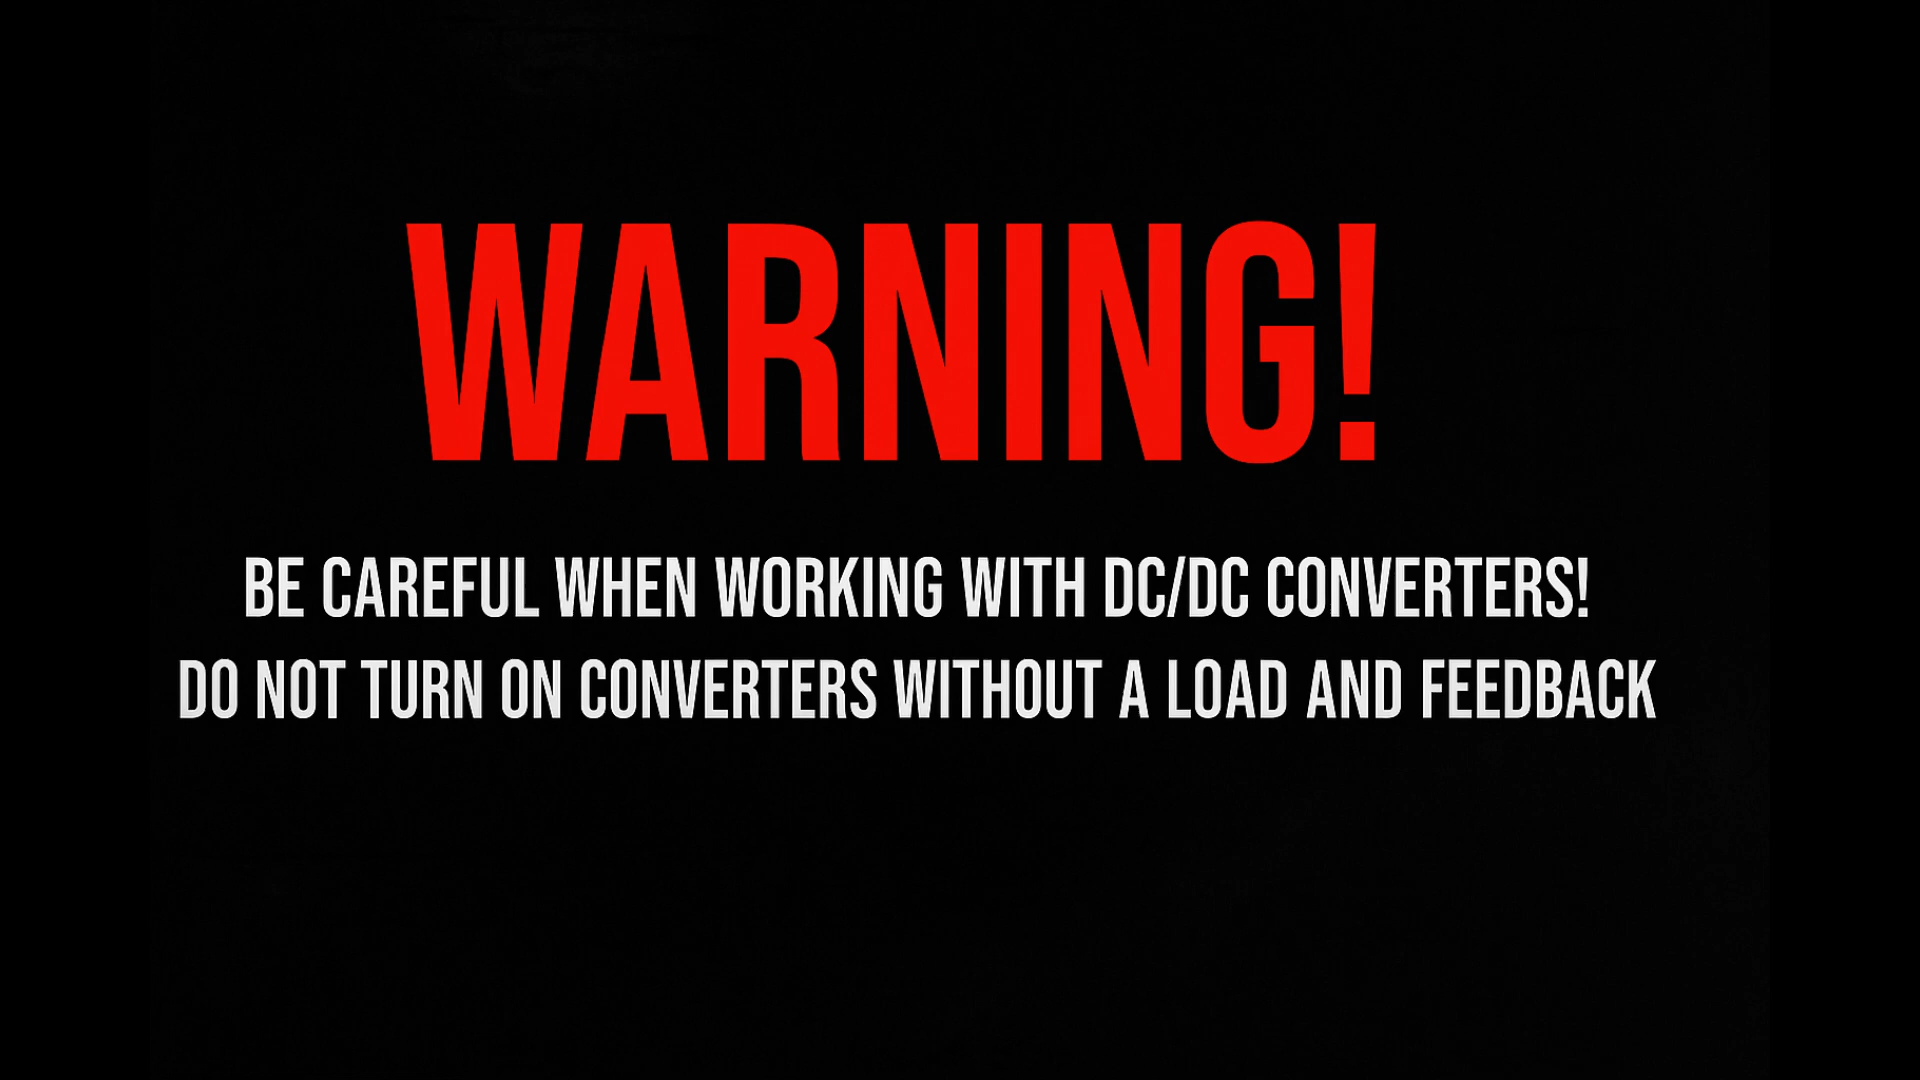 WARNING!
BE CAREFUL WHEN WORKING WITH DC/DC CONVERTERS!
DO NOT TURN ON CONVERTERS WITHOUT A LOAD AND FEEDBACK